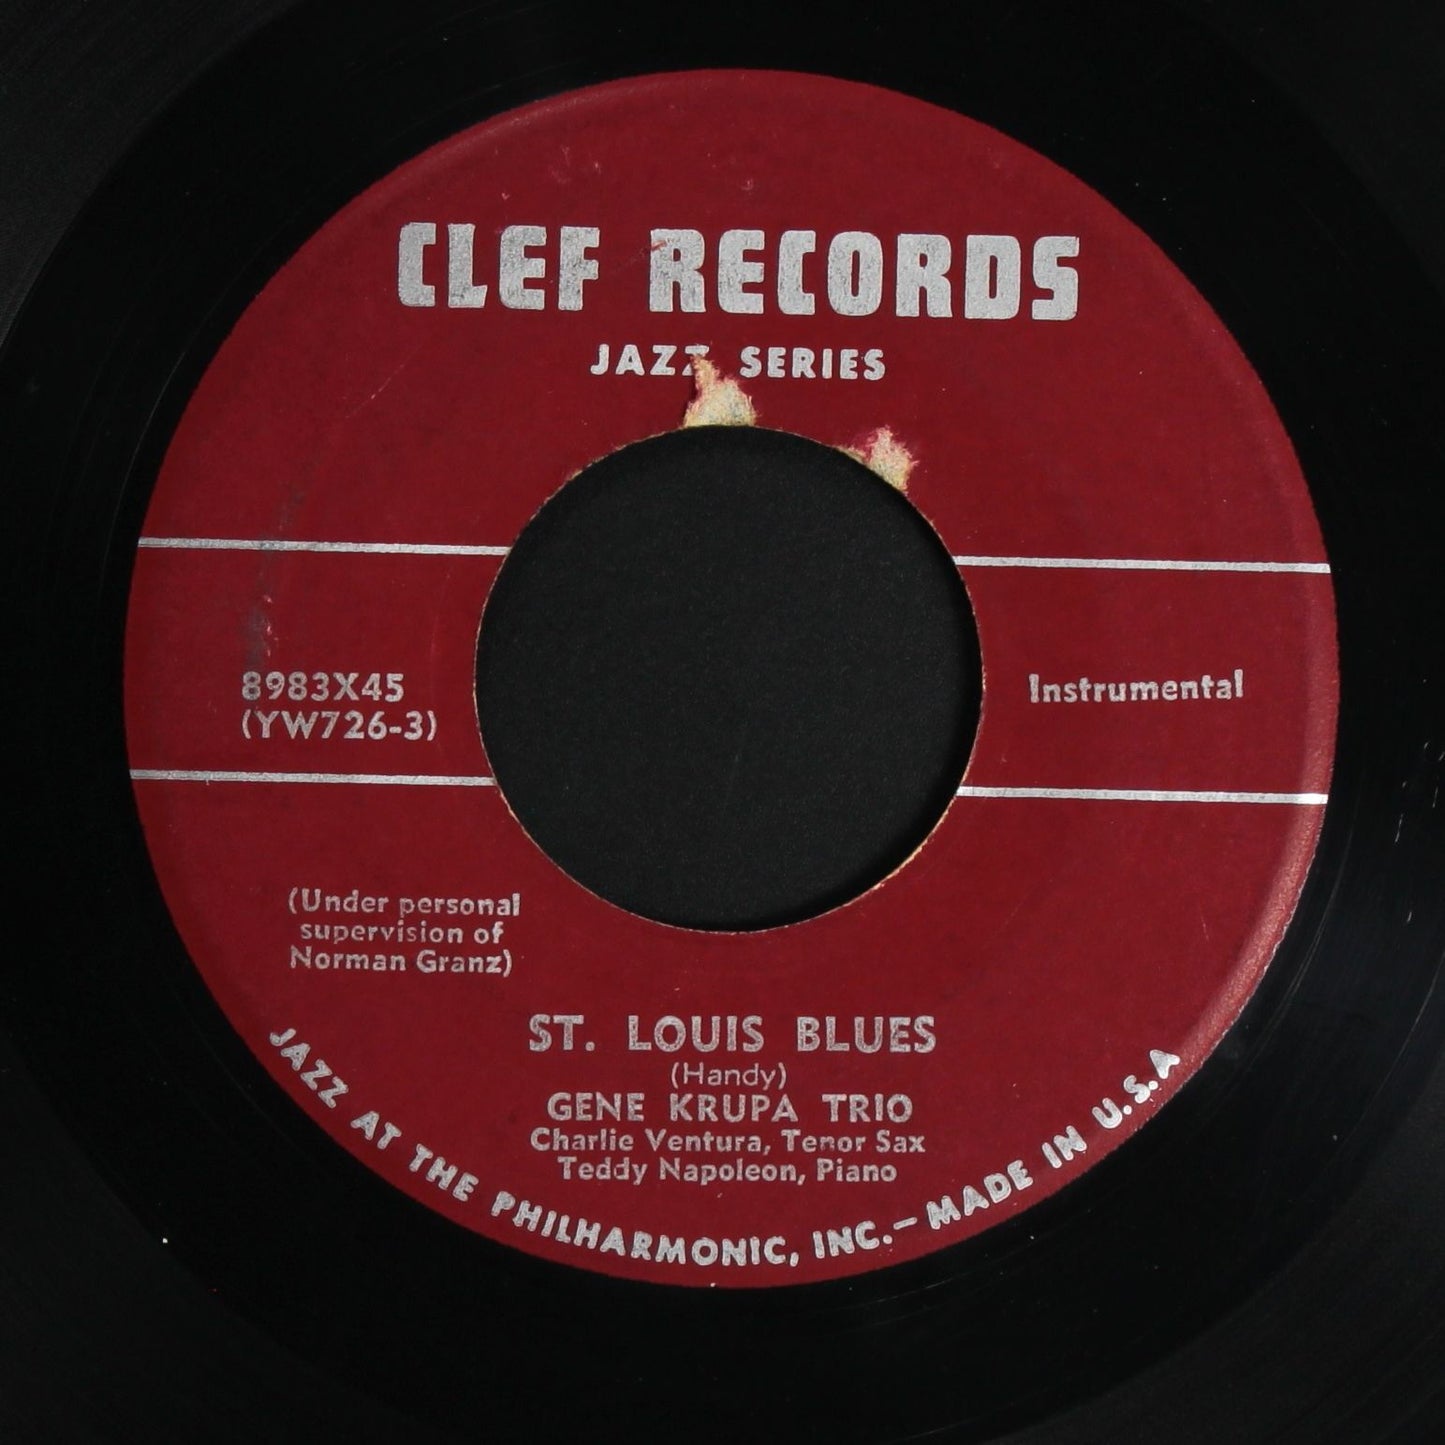 CLEF RECORDS
JAZZ SERIES
8983X45
(YW726-3)
Instrumental
(Under personal
supervision of
Norman Granz)
ST. LOUIS BLUES
(Handy)
GENE KRUPA TRIO
Charlie Ventura, Tenor Sax
Teddy Napoleon, Piano
JAZZ AT THE PHILHARMONIC, INC.—MADE IN U.S.A